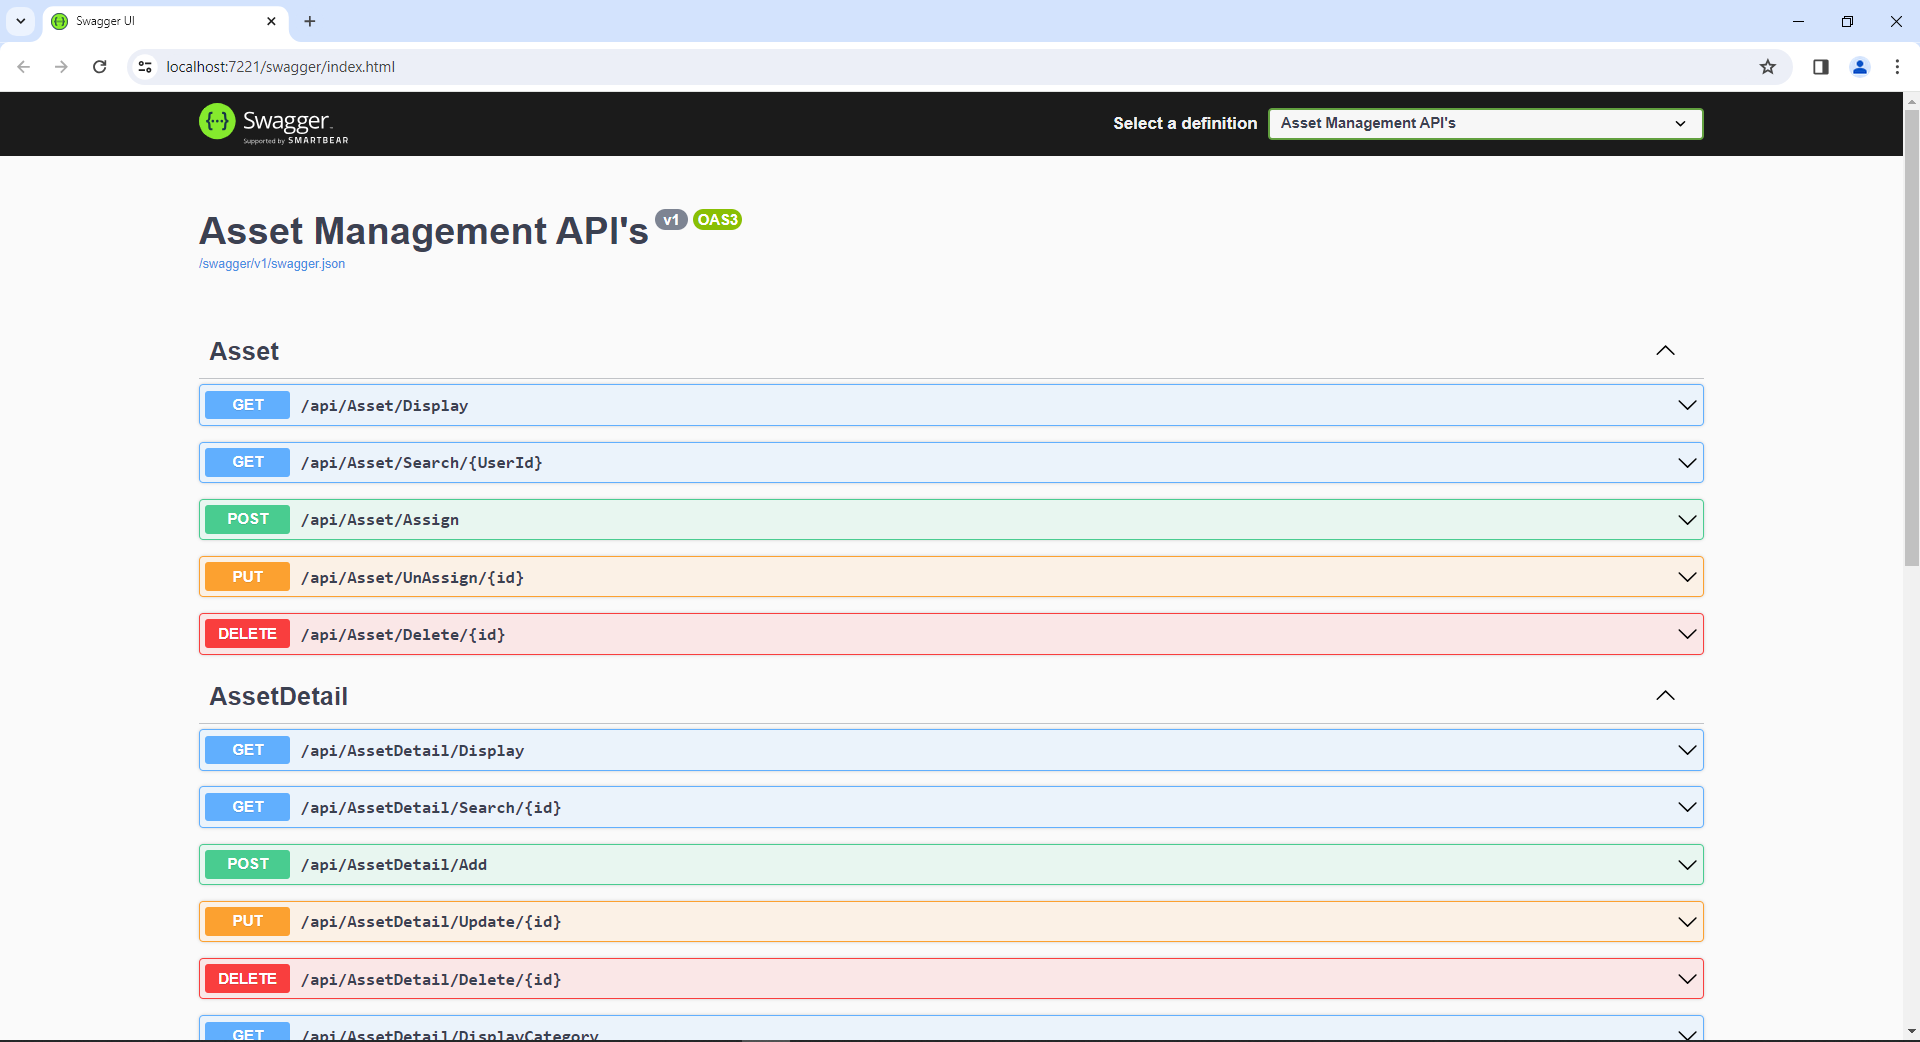 Swagger UI
localhost:7221/swagger/index.html
Swagger
Supported by SMARTBEAR
Select a definition
Asset Management API's
Asset Management API's v1 OAS3
/swagger/v1/swagger.json
Asset
GET /api/Asset/Display
GET /api/Asset/Search/{UserId}
POST /api/Asset/Assign
PUT /api/Asset/UnAssign/{id}
DELETE /api/Asset/Delete/{id}
AssetDetail
GET /api/AssetDetail/Display
GET /api/AssetDetail/Search/{id}
POST /api/AssetDetail/Add
PUT /api/AssetDetail/Update/{id}
DELETE /api/AssetDetail/Delete/{id}
GET /api/AssetDetail/DisplayCategory